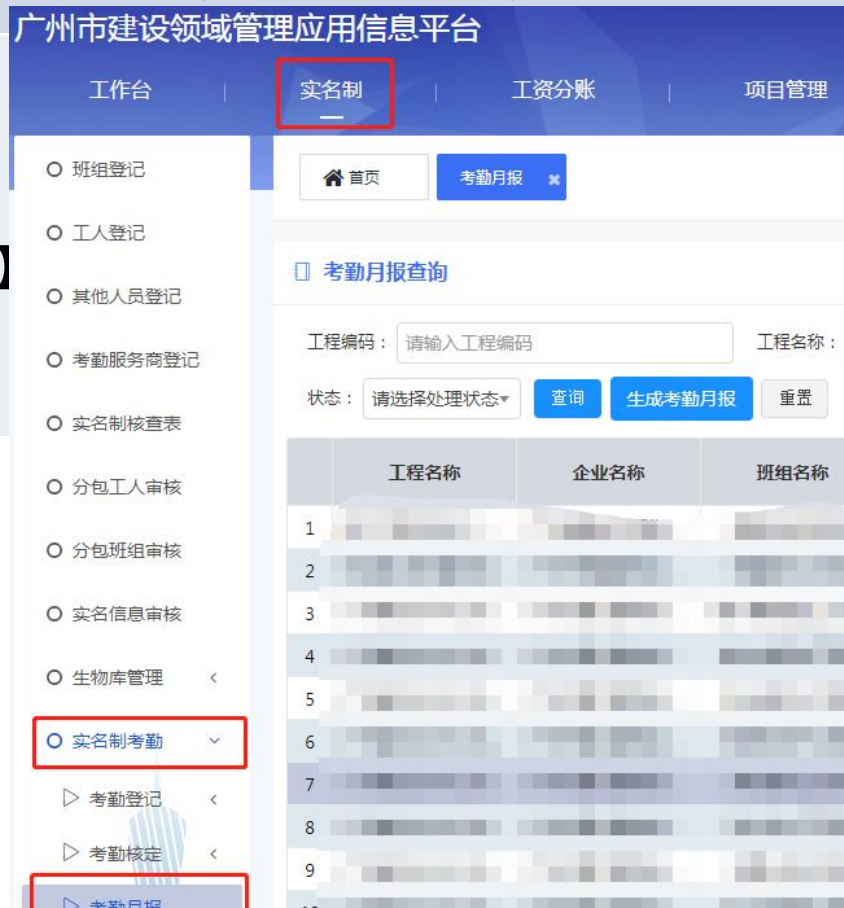 广州市建设领域管理应用信息平台
工作台 | 实名制 | 工资分账 | 项目管理
班组登记
工人登记
其他人员登记
考勤服务商登记
实名制核查表
分包工人审核
分包班组审核
实名信息审核
生物库管理
实名制考勤
考勤登记
考勤核定
考勤月报
首页 考勤月报
考勤月报查询
工程编码： 请输入工程编码 工程名称：
状态： 请选择处理状态 查询 生成考勤月报 重置
工程名称 企业名称 班组名称
1
2
3
4
5
6
7
8
9